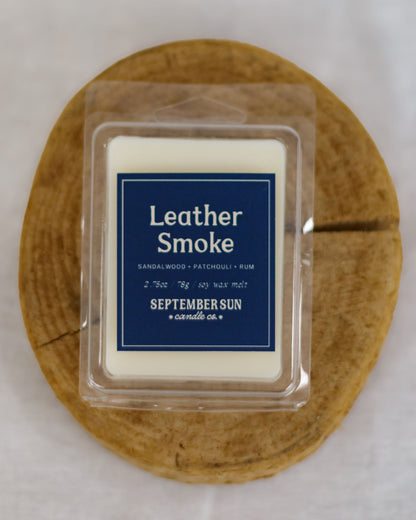 Leather
Smoke
SANDALWOOD • PATCHOULI • RUM
2.75oz / 78g / soy wax melt
SEPTEMBER SUN
• candle co. •